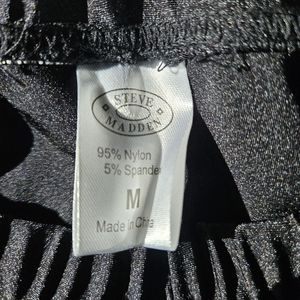 STEVE
MADDEN
95% Nylon
5% Spandex
M
Made in China